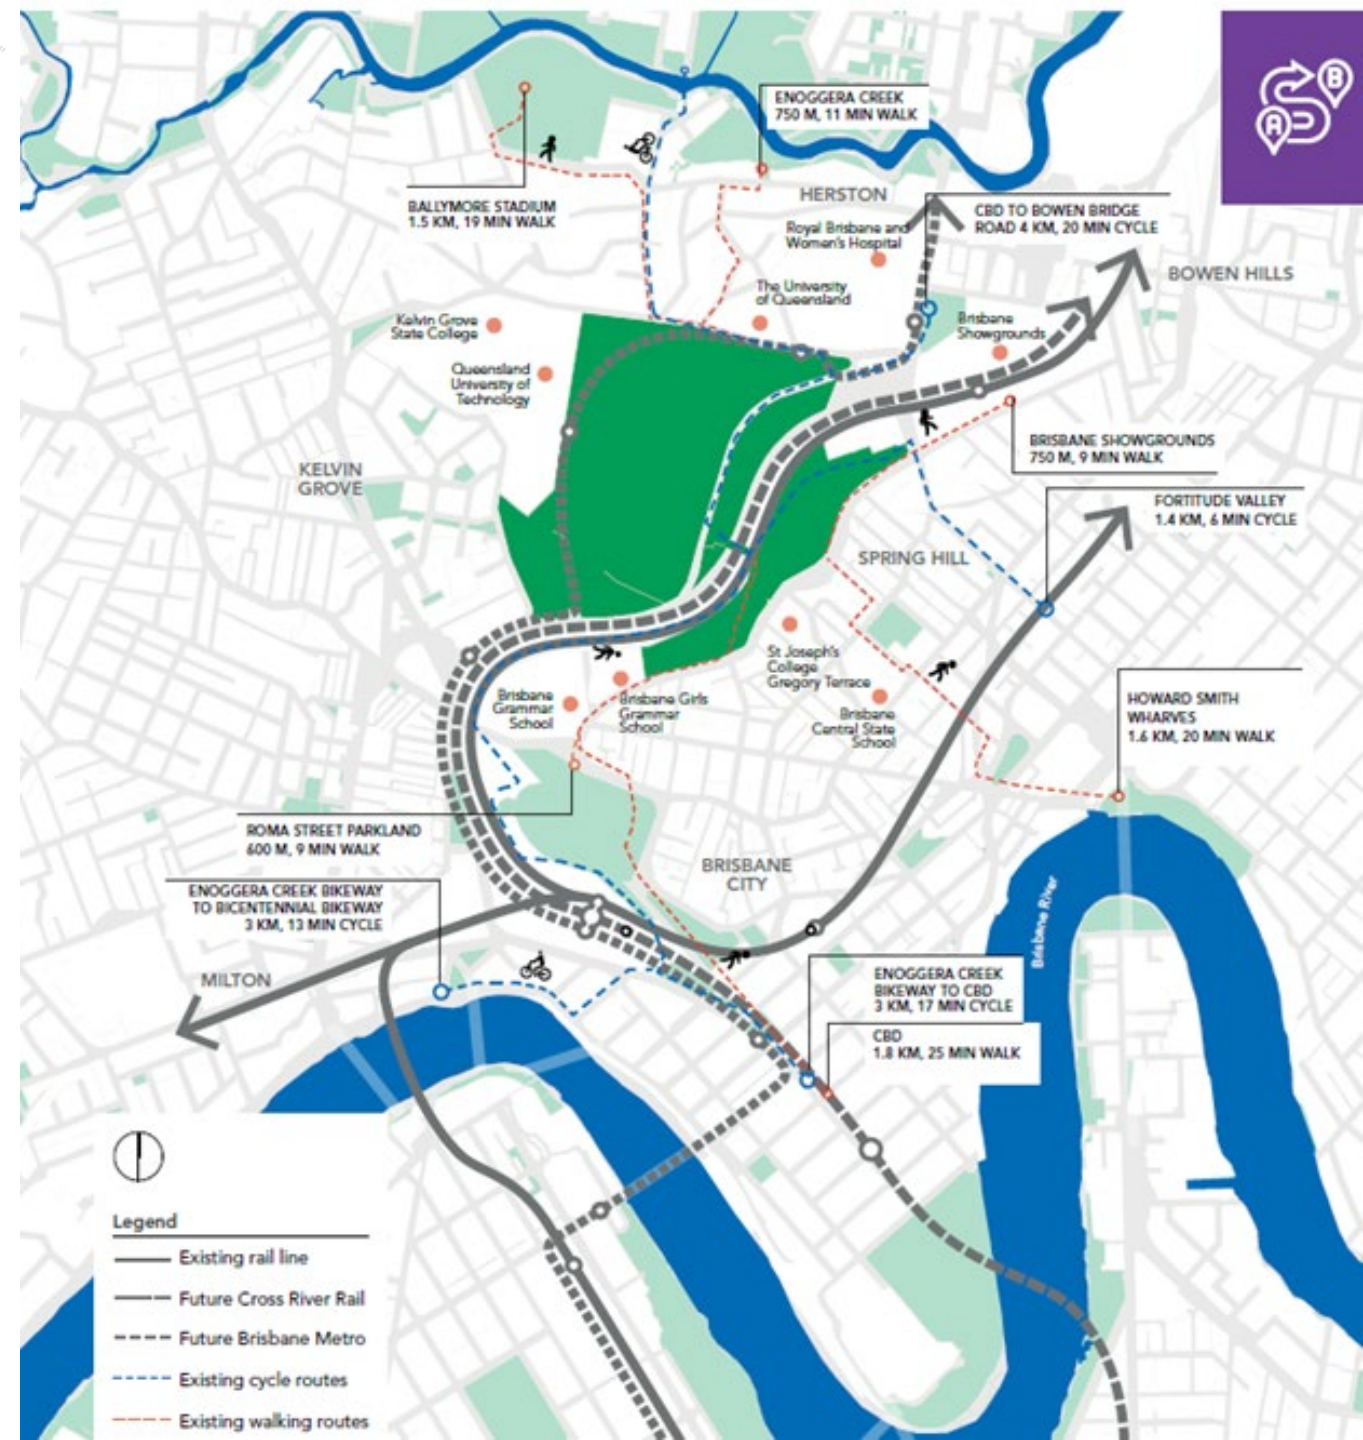 A
B
ENOGGERA CREEK
750 M, 11 MIN WALK
HERSTON
BALLYMORE STADIUM
1.5 KM, 19 MIN WALK
CBD TO BOWEN BRIDGE
ROAD 4 KM, 20 MIN CYCLE
Royal Brisbane and
Women's Hospital
BOWEN HILLS
The University
of Queensland
Kelvin Grove
State College
Brisbane
Showgrounds
Queensland
University of
Technology
BRISBANE SHOWGROUNDS
750 M, 9 MIN WALK
KELVIN
GROVE
FORTITUDE VALLEY
1.4 KM, 6 MIN CYCLE
SPRING HILL
St Joseph's
College
Gregory Terrace
Brisbane
Grammar
School
Brisbane Girls
Grammar
School
Brisbane
Central State
School
HOWARD SMITH
WHARVES
1.6 KM, 20 MIN WALK
ROMA STREET PARKLAND
600 M, 9 MIN WALK
BRISBANE
CITY
ENOGGERA CREEK BIKEWAY
TO BICENTENNIAL BIKEWAY
3 KM, 13 MIN CYCLE
Brisbane River
MILTON
ENOGGERA CREEK
BIKEWAY TO CBD
3 KM, 17 MIN CYCLE
CBD
1.8 KM, 25 MIN WALK
Legend
Existing rail line
Future Cross River Rail
Future Brisbane Metro
Existing cycle routes
Existing walking routes